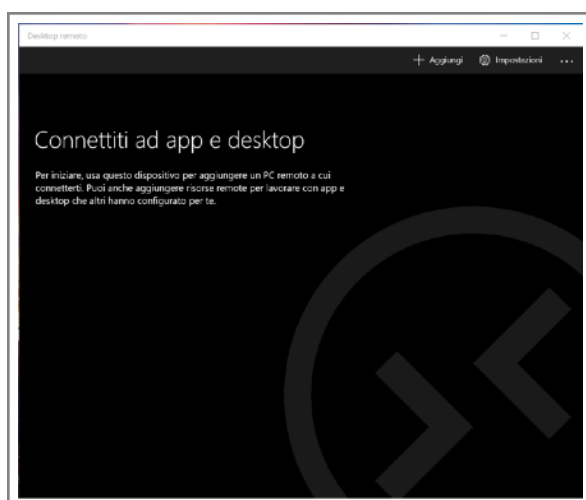 Desktop remoto
Aggiungi
Impostazioni
Connettiti ad app e desktop
Per iniziare, usa questo dispositivo per aggiungere un PC remoto a cui
connetterti. Puoi anche aggiungere risorse remote per lavorare con app e
desktop che altri hanno configurato per te.